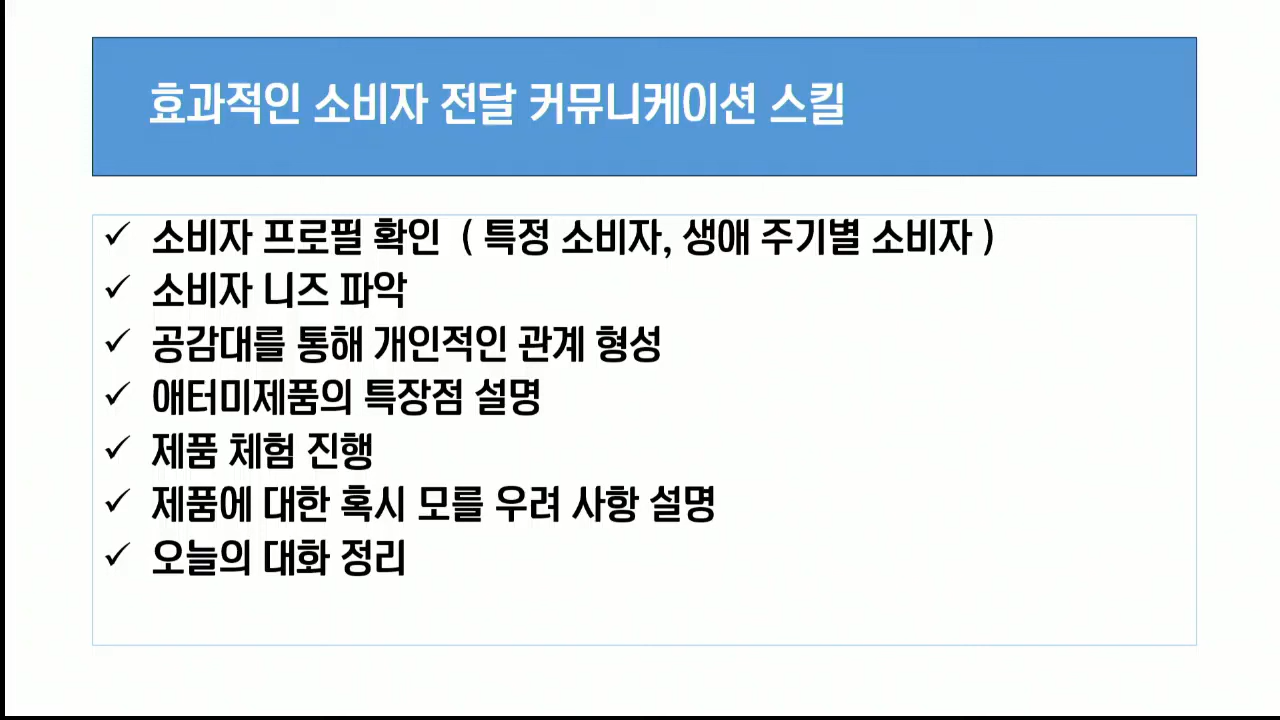 효과적인 소비자 전달 커뮤니케이션 스킬
✓ 소비자 프로필 확인 ( 특정 소비자, 생애 주기별 소비자 )
✓ 소비자 니즈 파악
✓ 공감대를 통해 개인적인 관계 형성
✓ 애터미제품의 특장점 설명
✓ 제품 체험 진행
✓ 제품에 대한 혹시 모를 우려 사항 설명
✓ 오늘의 대화 정리